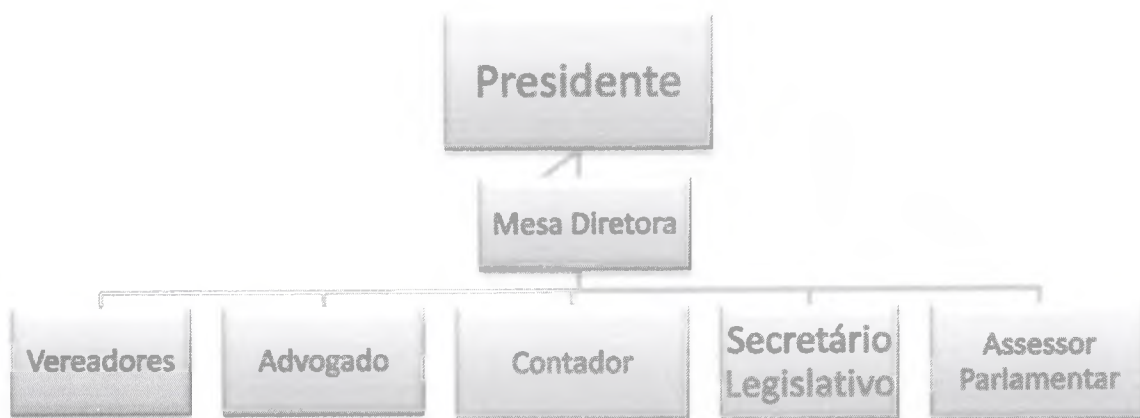 Presidente
Mesa Diretora
Vereadores
Advogado
Contador
Secretário
Legislativo
Assessor
Parlamentar